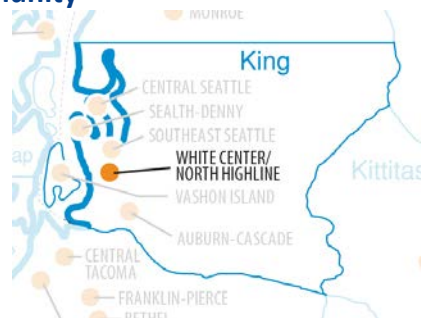 MONROE
King
CENTRAL SEATTLE
SEALTH-DENNY
SOUTHEAST SEATTLE
WHITE CENTER/
NORTH HIGHLINE
Kittitas
VASHON ISLAND
AUBURN-CASCADE
CENTRAL
TACOMA
FRANKLIN-PIERCE